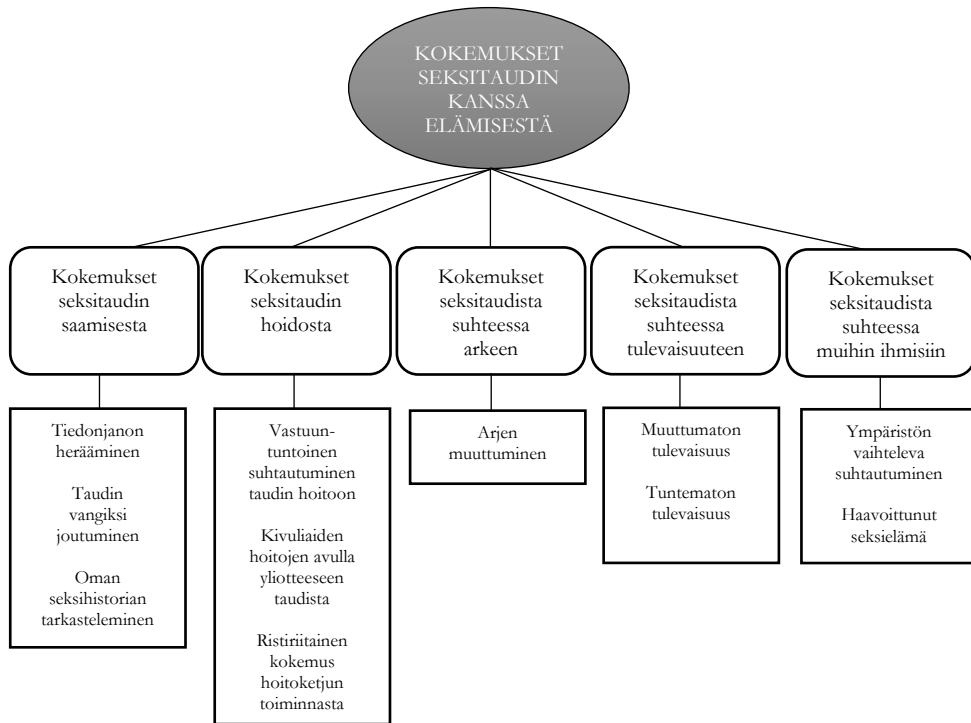 KOKEMUKSET
SEKSITAUDIN
KANSSA
ELÄMISESTÄ
Kokemukset
seksitaudin
saamisesta
Kokemukset
seksitaudin
hoidosta
Kokemukset
seksitaudista
suhteessa
arkeen
Kokemukset
seksitaudista
suhteessa
tulevaisuuteen
Kokemukset
seksitaudista
suhteessa
muihin ihmisiin
Tiedonjanon
herääminen
Taudin
vangiksi
joutuminen
Oman
seksihistorian
tarkasteleminen
Vastuun-
tuntoinen
suhtautuminen
taudin hoitoon
Kivuliaiden
hoitojen avulla
yliotteeseen
taudista
Ristiriitainen
kokemus
hoitoketjun
toiminnasta
Arjen
muuttuminen
Muuttumaton
tulevaisuus
Tuntematon
tulevaisuus
Ympäristön
vaihteleva
suhtautuminen
Haavoittunut
seksielämä